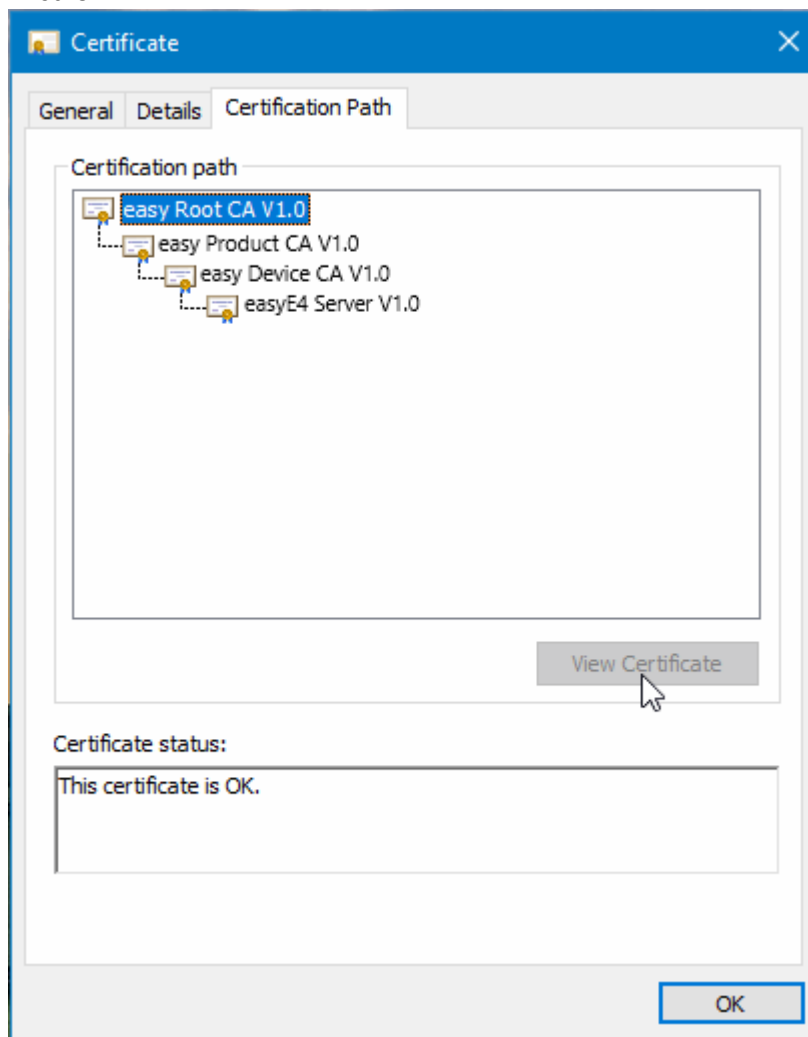 Certificate
General Details Certification Path
Certification path
easy Root CA V1.0
easy Product CA V1.0
easy Device CA V1.0
easyE4 Server V1.0
View Certificate
Certificate status:
This certificate is OK.
OK